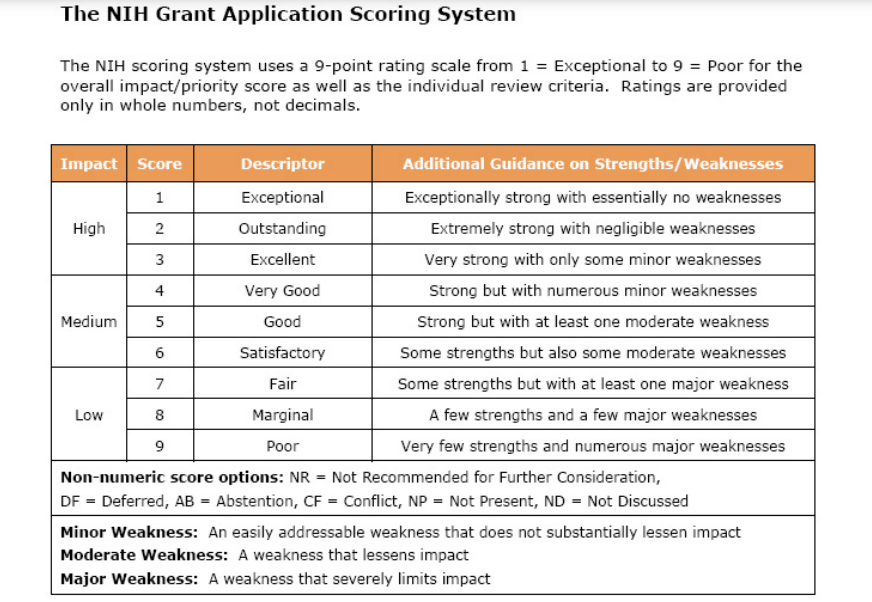 The NIH Grant Application Scoring System
The NIH scoring system uses a 9-point rating scale from 1 = Exceptional to 9 = Poor for the
overall impact/priority score as well as the individual review criteria.  Ratings are provided
only in whole numbers, not decimals.
Impact Score Descriptor Additional Guidance on Strengths/Weaknesses
High
1 Exceptional Exceptionally strong with essentially no weaknesses
2 Outstanding Extremely strong with negligible weaknesses
3 Excellent Very strong with only some minor weaknesses
Medium
4 Very Good Strong but with numerous minor weaknesses
5 Good Strong but with at least one moderate weakness
6 Satisfactory Some strengths but also some moderate weaknesses
Low
7 Fair Some strengths but with at least one major weakness
8 Marginal A few strengths and a few major weaknesses
9 Poor Very few strengths and numerous major weaknesses
Non-numeric score options: NR = Not Recommended for Further Consideration,
DF = Deferred, AB = Abstention, CF = Conflict, NP = Not Present, ND = Not Discussed
Minor Weakness:  An easily addressable weakness that does not substantially lessen impact
Moderate Weakness:  A weakness that lessens impact
Major Weakness:  A weakness that severely limits impact